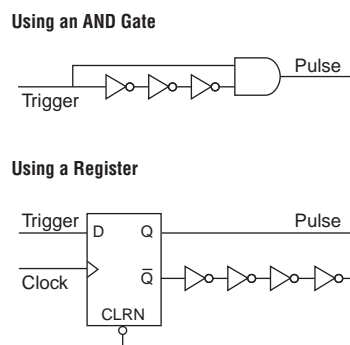 Using an AND Gate
Pulse
Trigger
Using a Register
Trigger
Pulse
D
Q
Clock
Q̅
CLRN